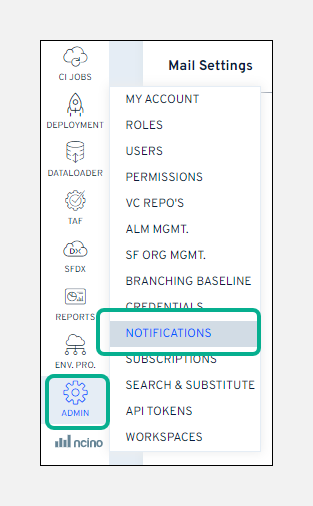 CI JOBS
DEPLOYMENT
DATALOADER
TAF
SFDX
REPORTS
ENV. PRO.
ADMIN
ncino
Mail Settings
MY ACCOUNT
ROLES
USERS
PERMISSIONS
VC REPO'S
ALM MGMT.
SF ORG MGMT.
BRANCHING BASELINE
CREDENTIALS
NOTIFICATIONS
SUBSCRIPTIONS
SEARCH & SUBSTITUTE
API TOKENS
WORKSPACES